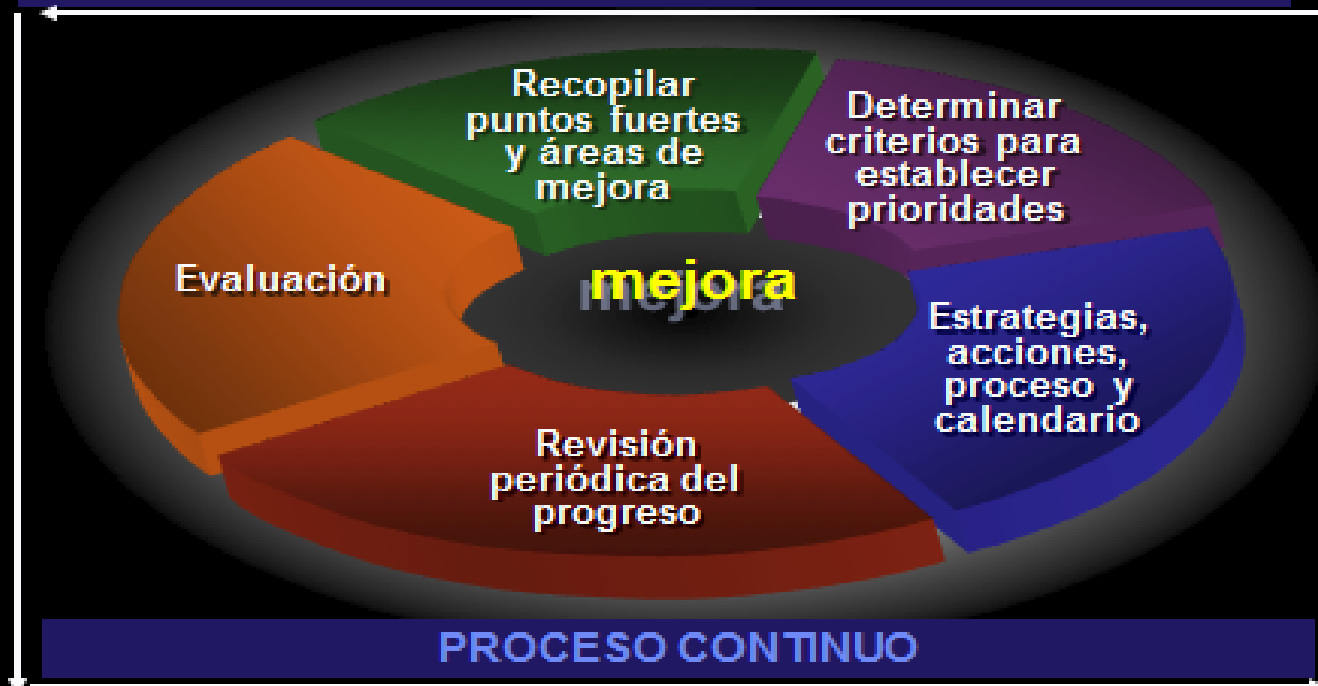 Recopilar
puntos fuertes
y áreas de
mejora
Determinar
criterios para
establecer
prioridades
Evaluación
mejora
Estrategias,
acciones,
proceso y
calendario
Revisión
periódica del
progreso
PROCESO CONTINUO